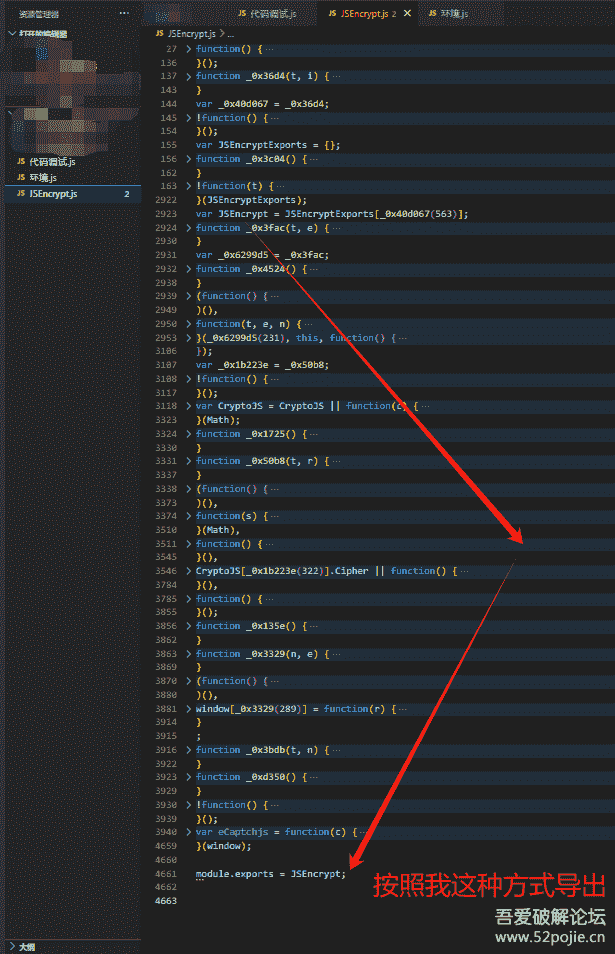 资源管理器 ···
JS 代码调试.js
JS JSEncrypt.js 2 ×
JS 环境.js
打开的编辑器
JS 代码调试.js
JS 环境.js
JS JSEncrypt.js 2
JS JSEncrypt.js > ...
27 > function() { ···
136 }();
137 > function _0x36d4(t, i) { ···
143 }
144 var _0x40d067 = _0x36d4;
145 > !function() { ···
154 }();
155 var JSEncryptExports = {};
156 > function _0x3c04() { ···
162 }
163 > !function(t) { ···
2922 }(JSEncryptExports);
2923 var JSEncrypt = JSEncryptExports[_0x40d067(563)];
2924 > function _0x3fac(t, e) { ···
2930 }
2931 var _0x6299d5 = _0x3fac;
2932 > function _0x4524() { ···
2938 }
2939 > (function() { ···
2949 )(),
2950 > function(t, e, n) { ···
2953 > }(_0x6299d5(231), this, function() { ···
3106 });
3107 var _0x1b223e = _0x50b8;
3108 > !function() { ···
3117 }();
3118 > var CryptoJS = CryptoJS || function(c) { ···
3323 }(Math);
3324 > function _0x1725() { ···
3330 }
3331 > function _0x50b8(t, r) { ···
3337 }
3338 > (function() { ···
3373 )(),
3374 > function(s) { ···
3510 }(Math),
3511 > function() { ···
3545 }(),
3546 > CryptoJS[_0x1b223e(322)].Cipher || function() { ···
3784 }(),
3785 > function() { ···
3855 }();
3856 > function _0x135e() { ···
3862 }
3863 > function _0x3329(n, e) { ···
3869 }
3870 > (function() { ···
3880 )(),
3881 > window[_0x3329(289)] = function(r) { ···
3914 }
;
3916 > function _0x3bdb(t, n) { ···
3922 }
3923 > function _0xd350() { ···
3929 }
3930 > !function() { ···
3939 }();
3940 > var eCaptchjs = function(c) { ···
4659 }(window);
4660
4661 module.exports = JSEncrypt;
4662
4663
按照我这种方式导出
吾爱破解论坛
www.52pojie.cn
> 大纲